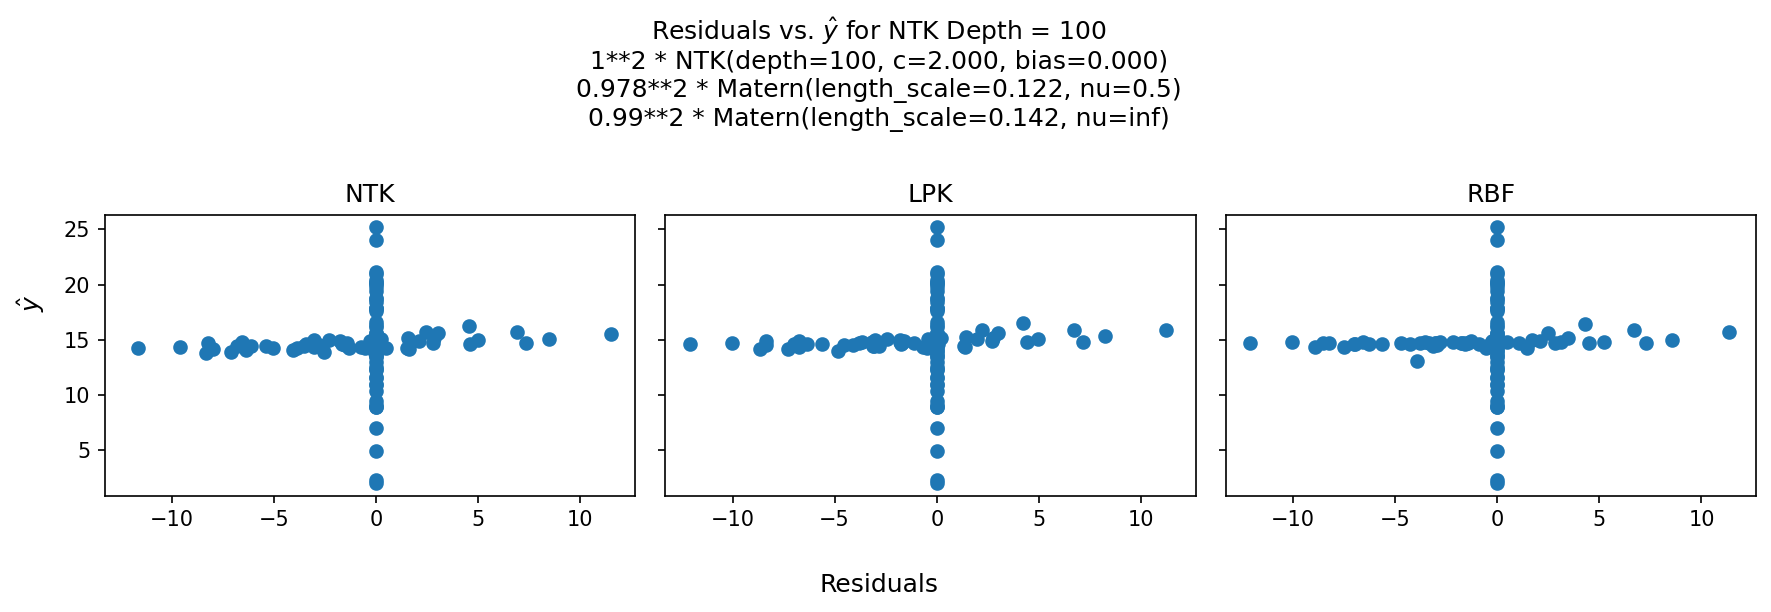 Residuals vs. ŷ for NTK Depth = 100
1**2 * NTK(depth=100, c=2.000, bias=0.000)
0.978**2 * Matern(length_scale=0.122, nu=0.5)
0.99**2 * Matern(length_scale=0.142, nu=inf)
NTK
LPK
RBF
25
20
15
10
5
ŷ
−10 −5 0 5 10
−10 −5 0 5 10
−10 −5 0 5 10
Residuals